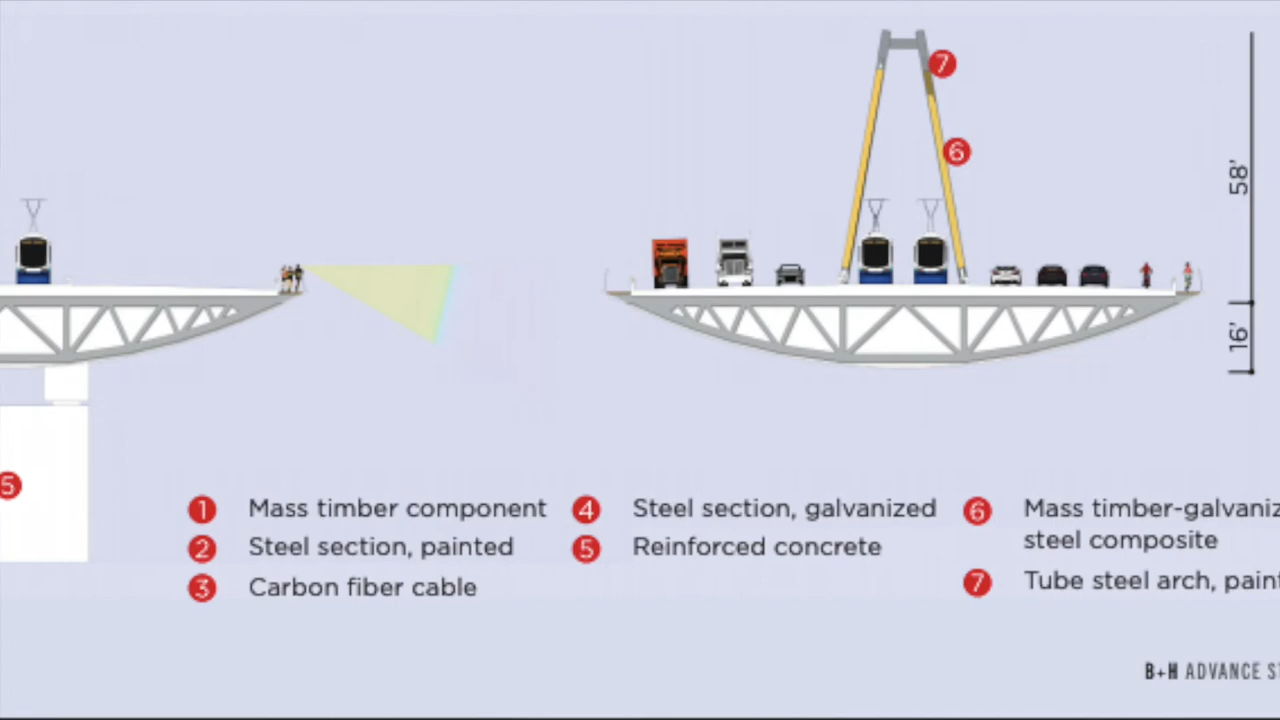 7
6
58'
16'
5
1 Mass timber component
2 Steel section, painted
3 Carbon fiber cable
4 Steel section, galvanized
5 Reinforced concrete
6 Mass timber-galvaniz
steel composite
7 Tube steel arch, pain
B+H ADVANCE S